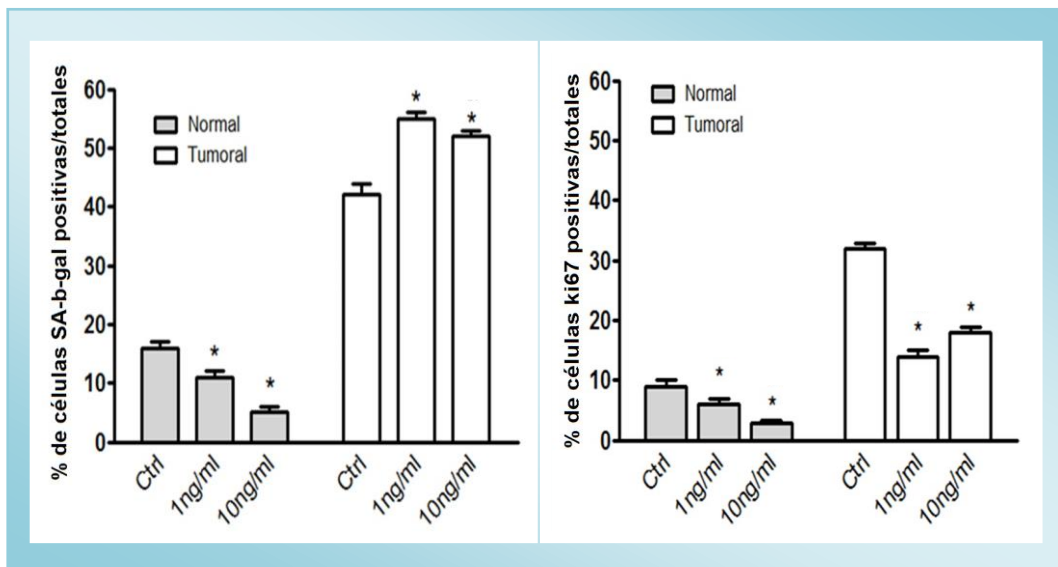 % de células SA-b-gal positivas/totales
60
50
40
30
20
10
0
Normal
Tumoral
*
*
*
*
Ctrl
1ng/ml
10ng/ml
Ctrl
1ng/ml
10ng/ml
% de células ki67 positivas/totales
60
50
40
30
20
10
0
Normal
Tumoral
*
*
*
*
Ctrl
1ng/ml
10ng/ml
Ctrl
1ng/ml
10ng/ml